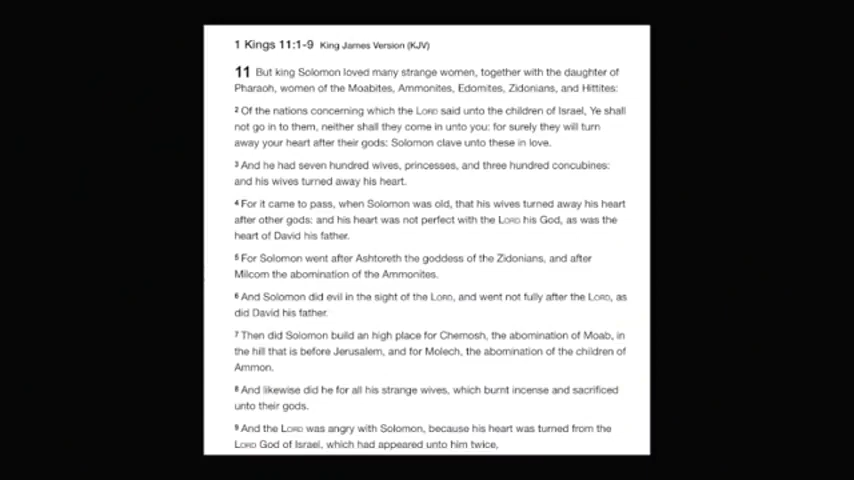 1 Kings 11:1-9 King James Version (KJV)
11 But king Solomon loved many strange women, together with the daughter of
Pharaoh, women of the Moabites, Ammonites, Edomites, Zidonians, and Hittites:
2 Of the nations concerning which the LORD said unto the children of Israel, Ye shall
not go in to them, neither shall they come in unto you: for surely they will turn
away your heart after their gods: Solomon clave unto these in love.
3 And he had seven hundred wives, princesses, and three hundred concubines:
and his wives turned away his heart.
4 For it came to pass, when Solomon was old, that his wives turned away his heart
after other gods: and his heart was not perfect with the LORD his God, as was the
heart of David his father.
5 For Solomon went after Ashtoreth the goddess of the Zidonians, and after
Milcom the abomination of the Ammonites.
6 And Solomon did evil in the sight of the LORD, and went not fully after the LORD, as
did David his father.
7 Then did Solomon build an high place for Chemosh, the abomination of Moab, in
the hill that is before Jerusalem, and for Molech, the abomination of the children of
Ammon.
8 And likewise did he for all his strange wives, which burnt incense and sacrificed
unto their gods.
9 And the LORD was angry with Solomon, because his heart was turned from the
LORD God of Israel, which had appeared unto him twice,